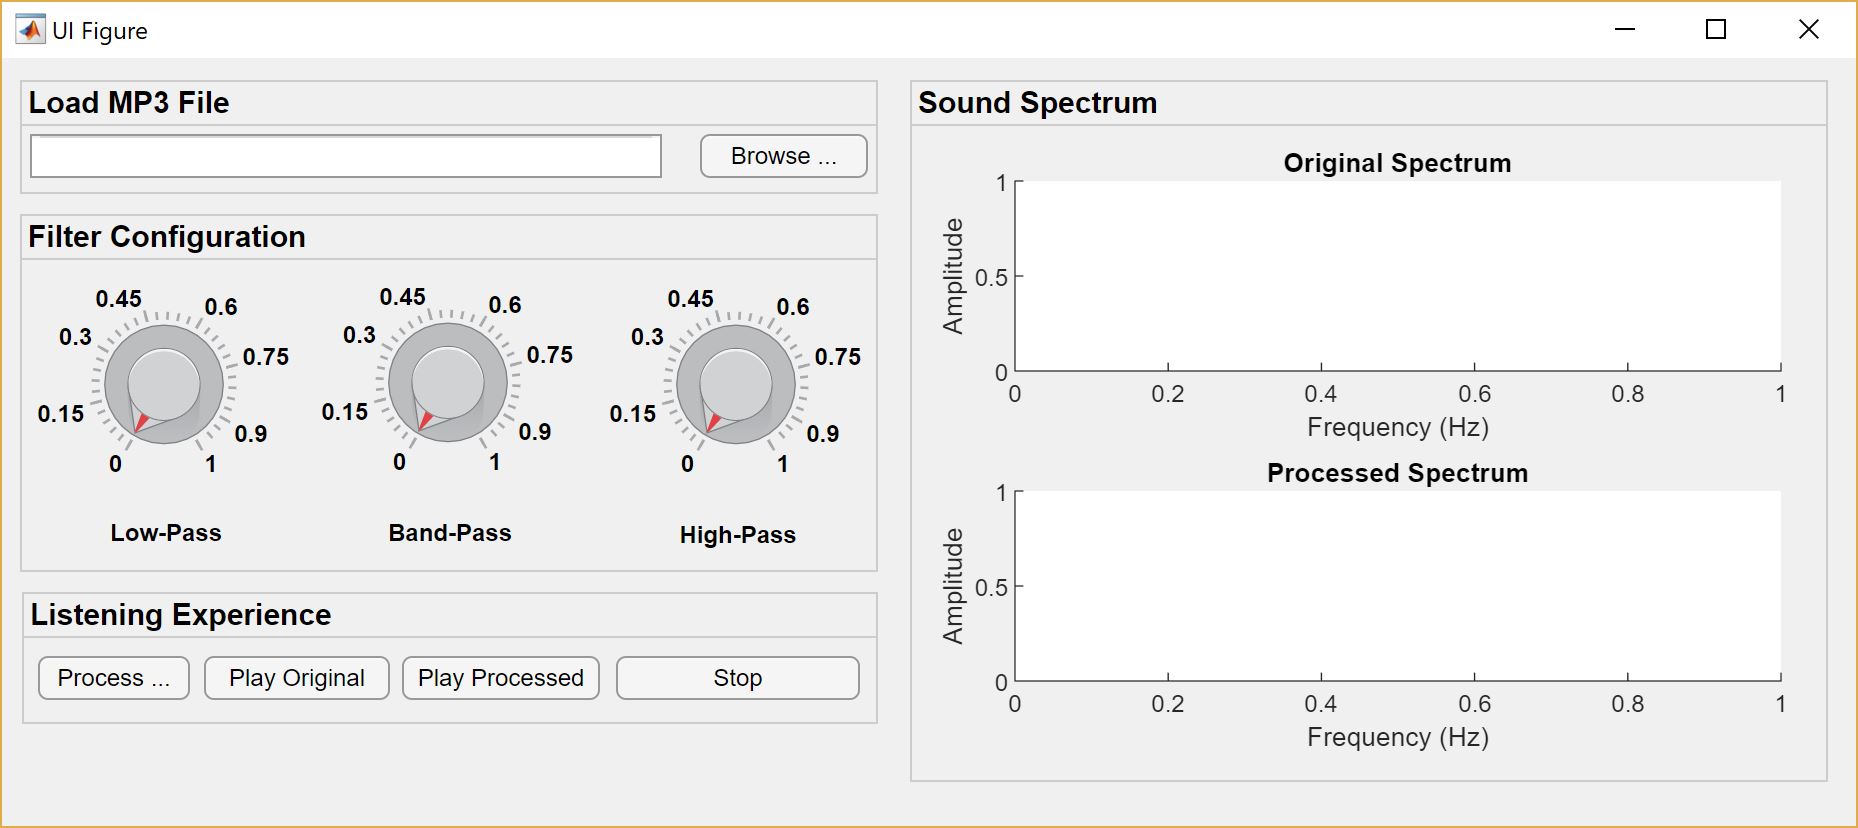 UI Figure
Load MP3 File
Browse ...
Filter Configuration
0.45
0.6
0.3
0.75
0.15
0.9
0
1
Low-Pass
0.45
0.6
0.3
0.75
0.15
0.9
0
1
Band-Pass
0.45
0.6
0.3
0.75
0.15
0.9
0
1
High-Pass
Listening Experience
Process ...
Play Original
Play Processed
Stop
Sound Spectrum
Original Spectrum
Amplitude
1
0.5
0
0
0.2
0.4
0.6
0.8
1
Frequency (Hz)
Processed Spectrum
Amplitude
1
0.5
0
0
0.2
0.4
0.6
0.8
1
Frequency (Hz)